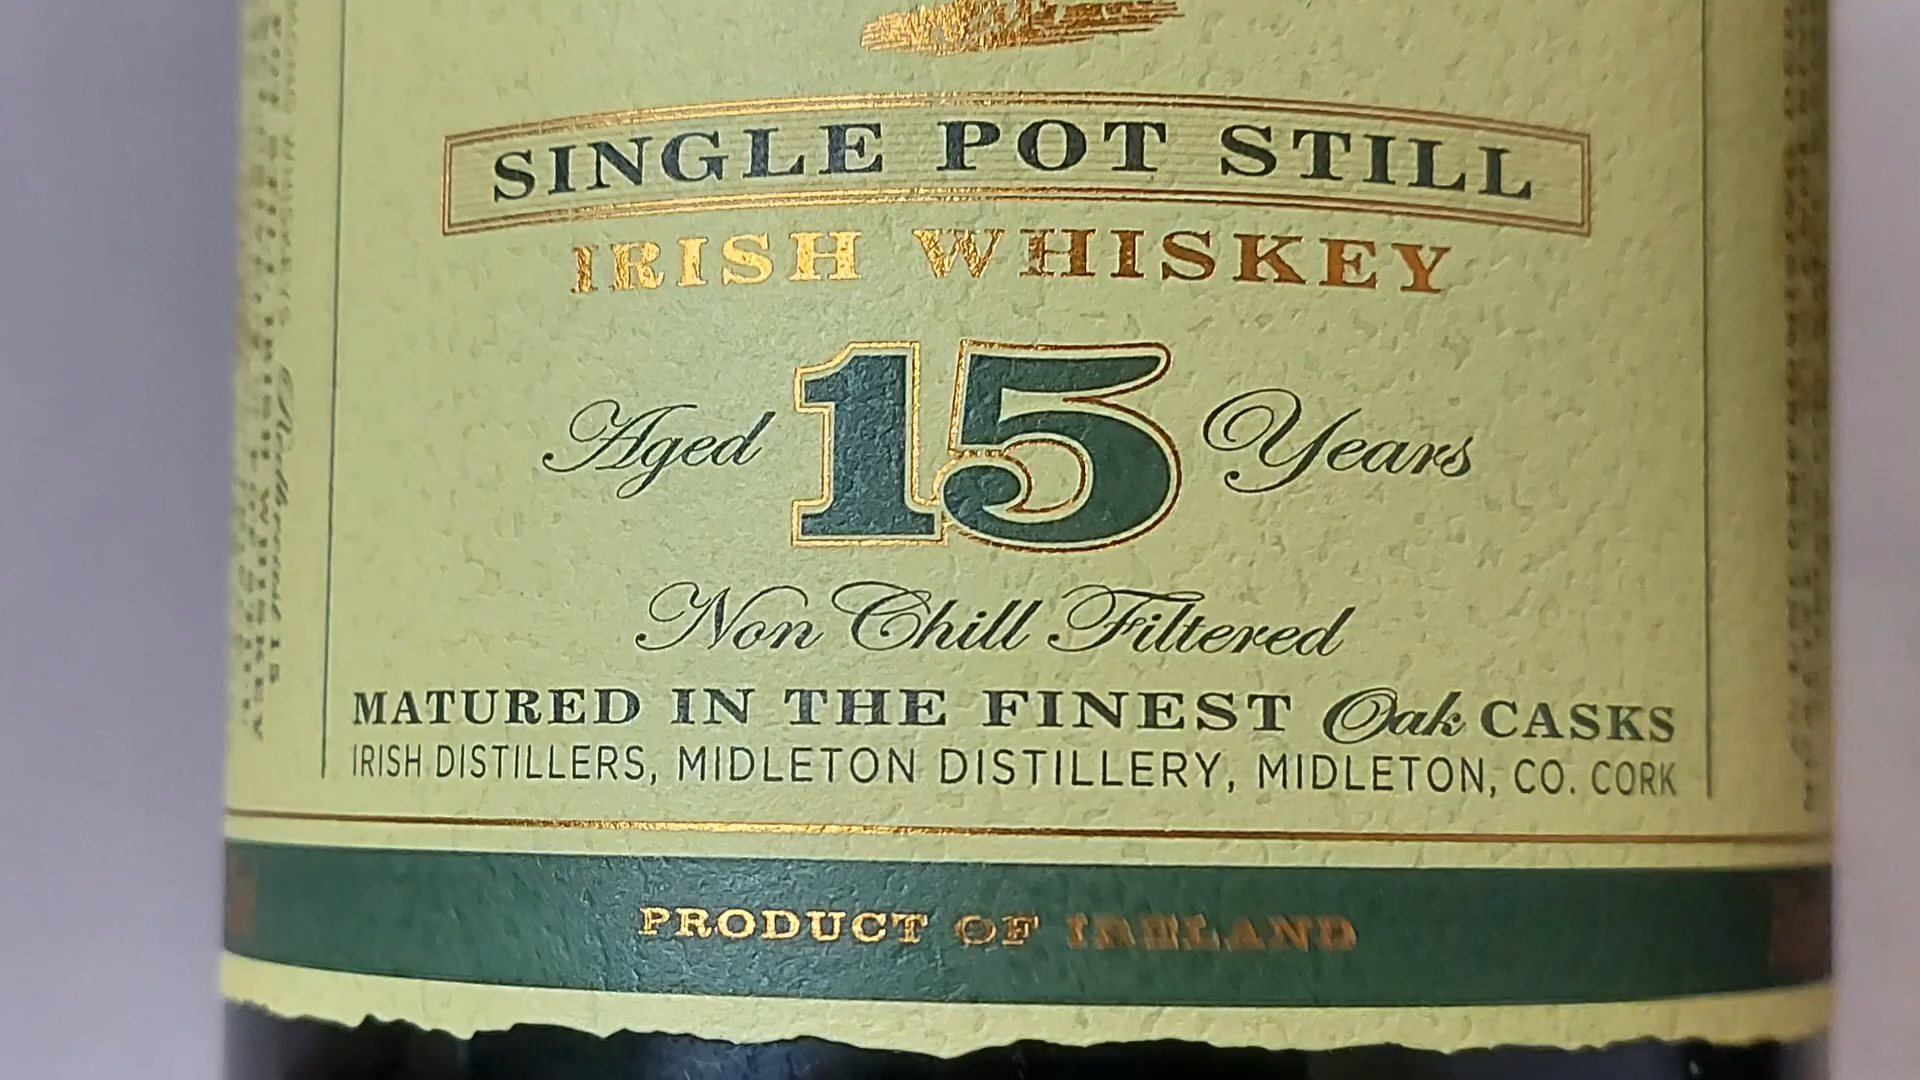 SINGLE POT STILL
IRISH WHISKEY
Aged 15 Years
Non Chill Filtered
MATURED IN THE FINEST Oak CASKS
IRISH DISTILLERS, MIDLETON DISTILLERY, MIDLETON, CO. CORK
PRODUCT OF IRELAND